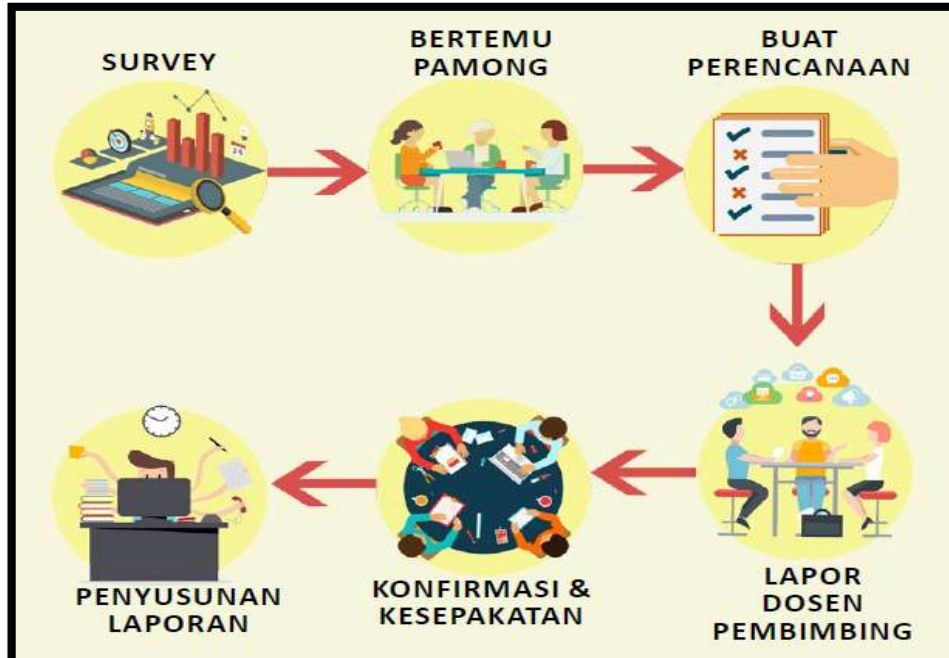 SURVEY
BERTEMU
PAMONG
BUAT
PERENCANAAN
LAPOR
DOSEN
PEMBIMBING
KONFIRMASI &
KESEPAKATAN
PENYUSUNAN
LAPORAN